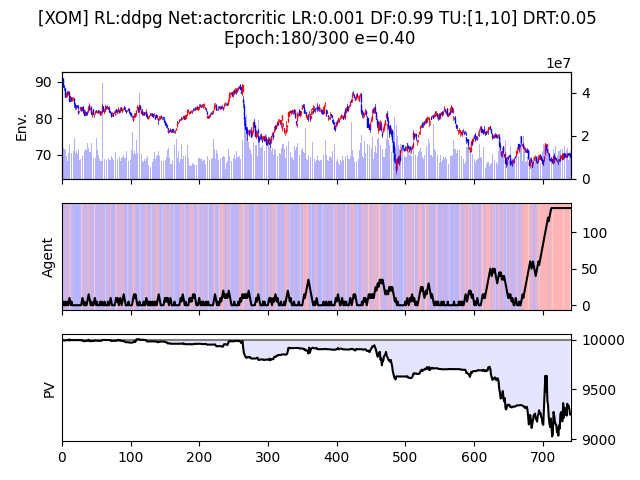 [XOM] RL:ddpg Net:actorcritic LR:0.001 DF:0.99 TU:[1,10] DRT:0.05
Epoch:180/300 e=0.40
1e7
90
80
70
Env.
4
2
0
Agent
100
50
0
PV
10000
9500
9000
0 100 200 300 400 500 600 700